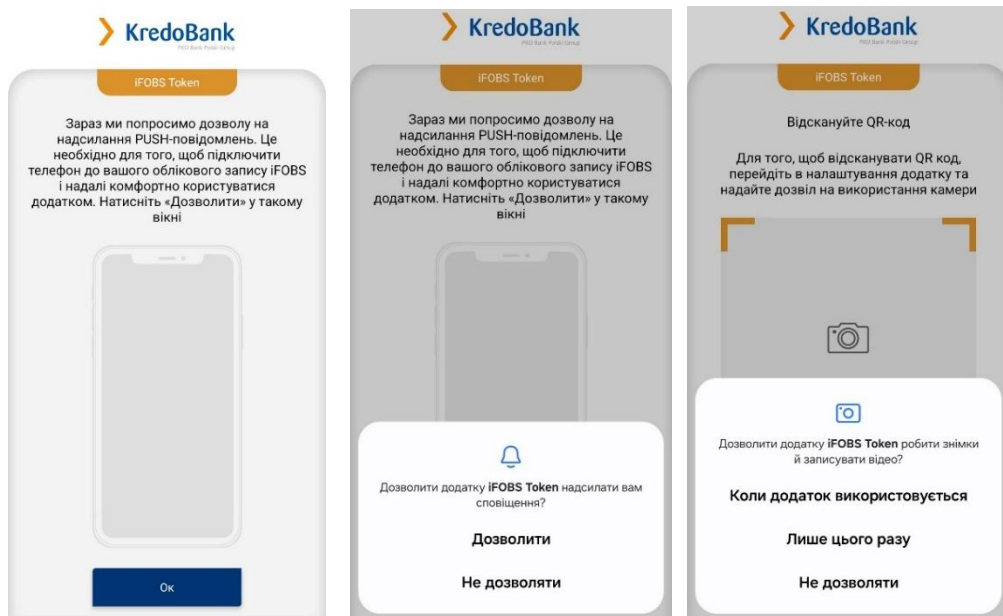 KredoBank
PKO Bank Polski Group
iFOBS Token
Зараз ми попросимо дозволу на
надсилання PUSH-повідомлень. Це
необхідно для того, щоб підключити
телефон до вашого облікового запису iFOBS
і надалі комфортно користуватися
додатком. Натисніть «Дозволити» у такому
вікні
Ок
KredoBank
PKO Bank Polski Group
iFOBS Token
Зараз ми попросимо дозволу на
надсилання PUSH-повідомлень. Це
необхідно для того, щоб підключити
телефон до вашого облікового запису iFOBS
і надалі комфортно користуватися
додатком. Натисніть «Дозволити» у такому
вікні
Дозволити додатку iFOBS Token надсилати вам
сповіщення?
Дозволити
Не дозволяти
KredoBank
PKO Bank Polski Group
iFOBS Token
Відскануйте QR-код
Для того, щоб відсканувати QR код,
перейдіть в налаштування додатку та
надайте дозвіл на використання камери
Дозволити додатку iFOBS Token робити знімки
й записувати відео?
Коли додаток використовується
Лише цього разу
Не дозволяти